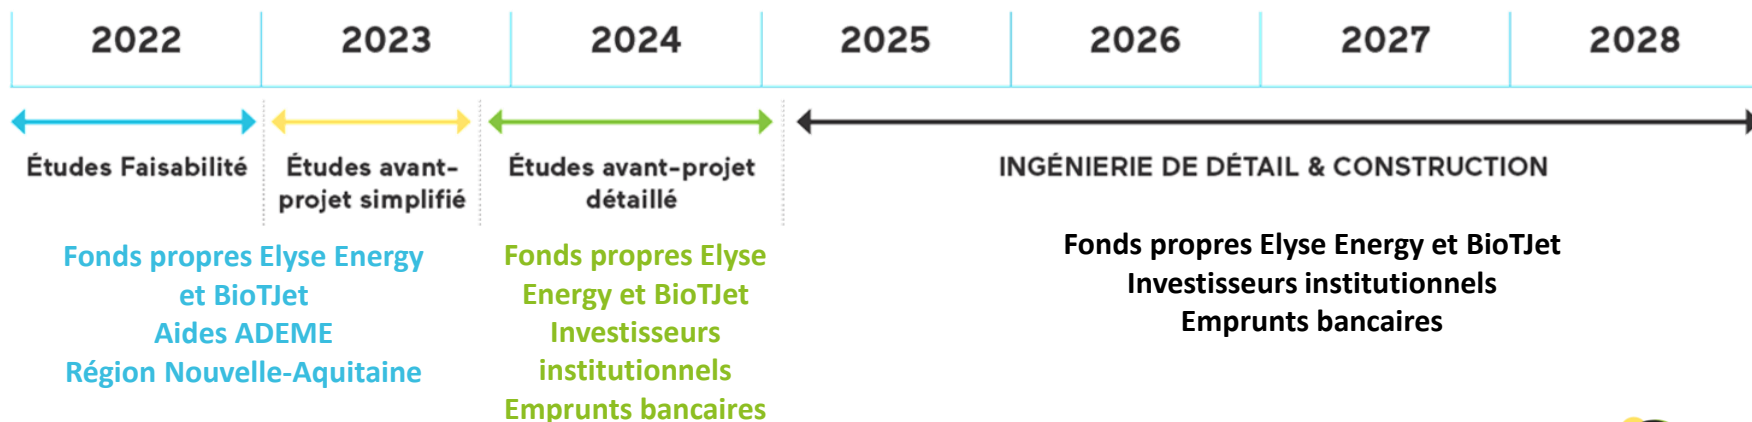 2022 2023 2024 2025 2026 2027 2028
Études Faisabilité
Études avant-
projet simplifié
Études avant-projet
détaillé
INGÉNIERIE DE DÉTAIL & CONSTRUCTION
Fonds propres Elyse Energy
et BioTJet
Aides ADEME
Région Nouvelle-Aquitaine
Fonds propres Elyse
Energy et BioTJet
Investisseurs
institutionnels
Emprunts bancaires
Fonds propres Elyse Energy et BioTJet
Investisseurs institutionnels
Emprunts bancaires